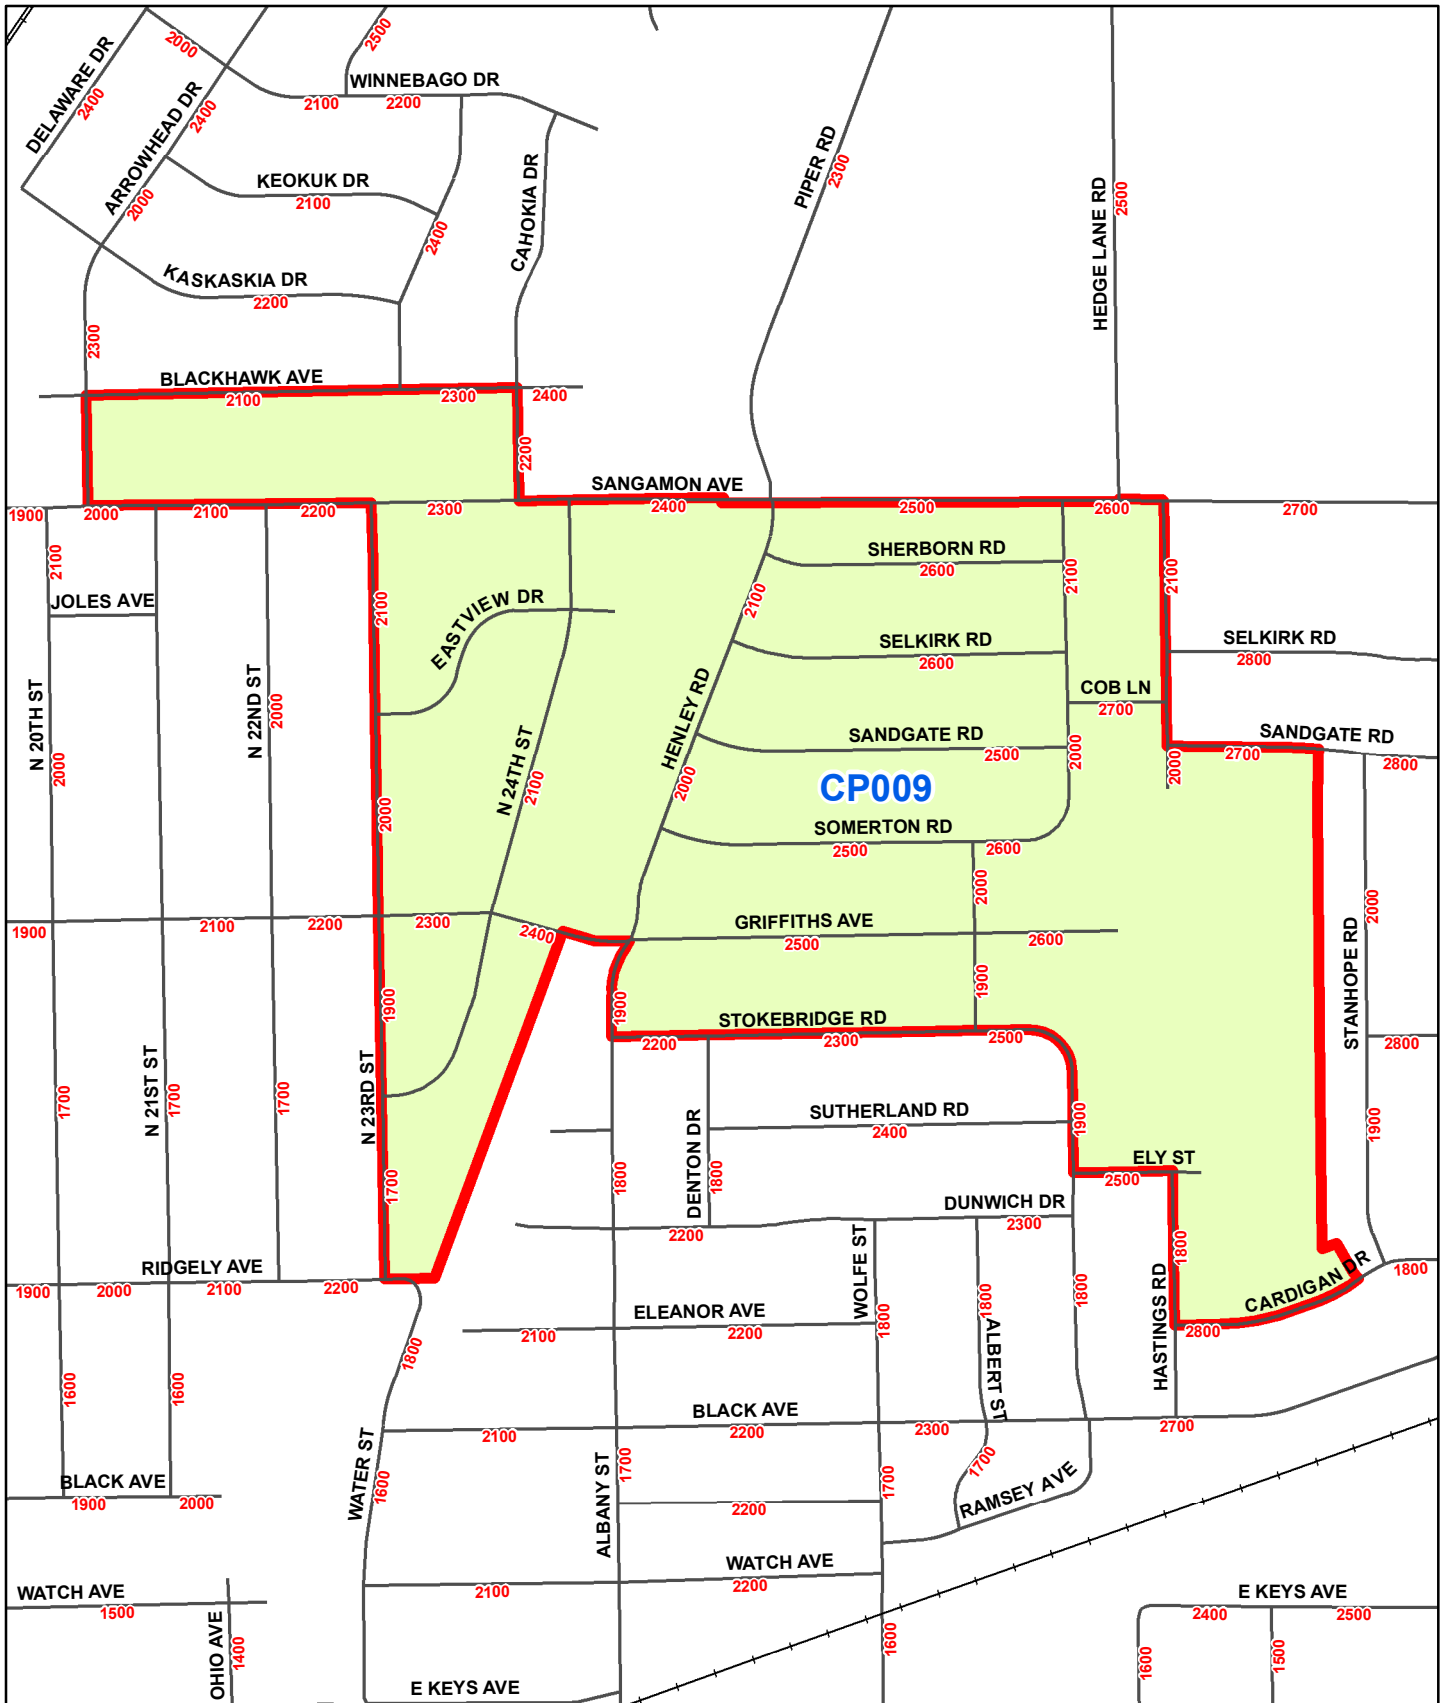 2000
2500
DELAWARE DR
2400
WINNEBAGO DR
2100
2200
ARROWHEAD DR
2400
2000
KEOKUK DR
2100
2400
CAHOKIA DR
PIPER RD
2300
HEDGE LANE RD
2500
KASKASKIA DR
2200
2300
BLACKHAWK AVE
2100
2300
2400
2200
SANGAMON AVE
1900
2000
2100
2200
2300
2400
2500
2600
2700
2100
JOLES AVE
2100
EASTVIEW DR
SHERBORN RD
2600
2100
2100
2100
SELKIRK RD
2600
SELKIRK RD
2800
N 20TH ST
2000
N 22ND ST
2000
HENLEY RD
2000
COB LN
2700
SANDGATE RD
2500
2000
2000
SANDGATE RD
2700
2800
N 24TH ST
2100
CP009
2000
SOMERTON RD
2500
2600
2000
GRIFFITHS AVE
1900
2100
2200
2300
2400
2500
2600
2000
STANHOPE RD
1900
1900
1900
STOKEBRIDGE RD
2200
2300
2500
2800
N 21ST ST
1700
1700
1700
N 23RD ST
1700
DENTON DR
1800
1800
SUTHERLAND RD
2400
1900
1900
ELY ST
2500
DUNWICH DR
2200
2300
RIDGELY AVE
1900
2000
2100
2200
WOLFE ST
1800
1800
ALBERT ST
1800
HASTINGS RD
1800
CARDIGAN DR
2800
1800
ELEANOR AVE
2100
2200
1800
1600
1600
BLACK AVE
2100
2200
2300
2700
WATER ST
1600
ALBANY ST
1700
1700
1700
RAMSEY AVE
BLACK AVE
1900
2000
2200
WATCH AVE
2100
2200
WATCH AVE
1500
OHIO AVE
1400
E KEYS AVE
1600
E KEYS AVE
2400
2500
1600
1500